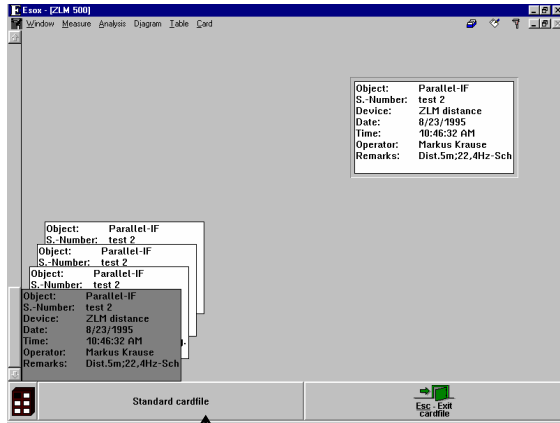 Esox - [ZLM 500]
Window Measure Analysis Diagram Table Card
Object: Parallel-IF
S.-Number: test 2
Device: ZLM distance
Date: 8/23/1995
Time: 10:46:32 AM
Operator: Markus Krause
Remarks: Dist.5m;22,4Hz-Sch
Object: Parallel-IF
S.-Number: test 2
Object: Parallel-IF
S.-Number: test 2
Object: Parallel-IF
S.-Number: test 2
Object: Parallel-IF
S.-Number: test 2
Device: ZLM distance
Date: 8/23/1995
Time: 10:46:32 AM
Operator: Markus Krause
Remarks: Dist.5m;22,4Hz-Sch
Standard cardfile
Esc - Exit
cardfile